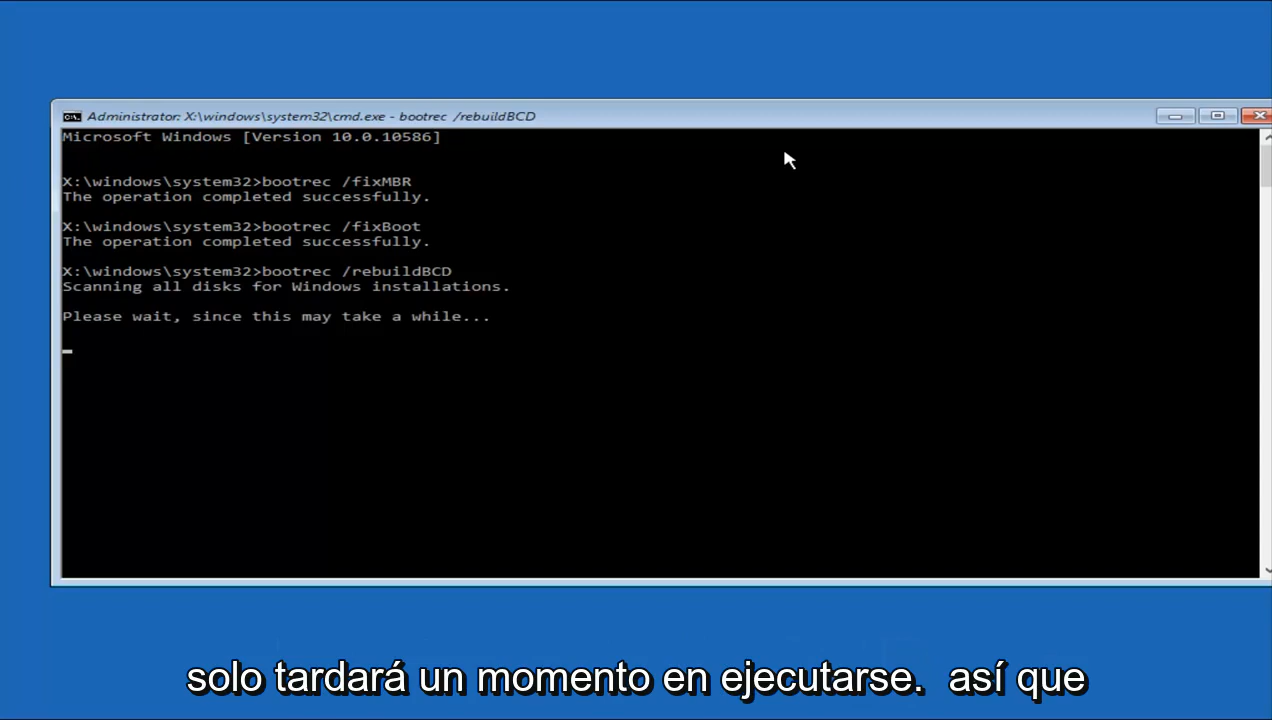 Administrator: X:\windows\system32\cmd.exe - bootrec /rebuildBCD
Microsoft Windows [Version 10.0.10586]
X:\windows\system32>bootrec /fixMBR
The operation completed successfully.
X:\windows\system32>bootrec /fixBoot
The operation completed successfully.
X:\windows\system32>bootrec /rebuildBCD
Scanning all disks for Windows installations.
Please wait, since this may take a while...
solo tardará un momento en ejecutarse.  así que